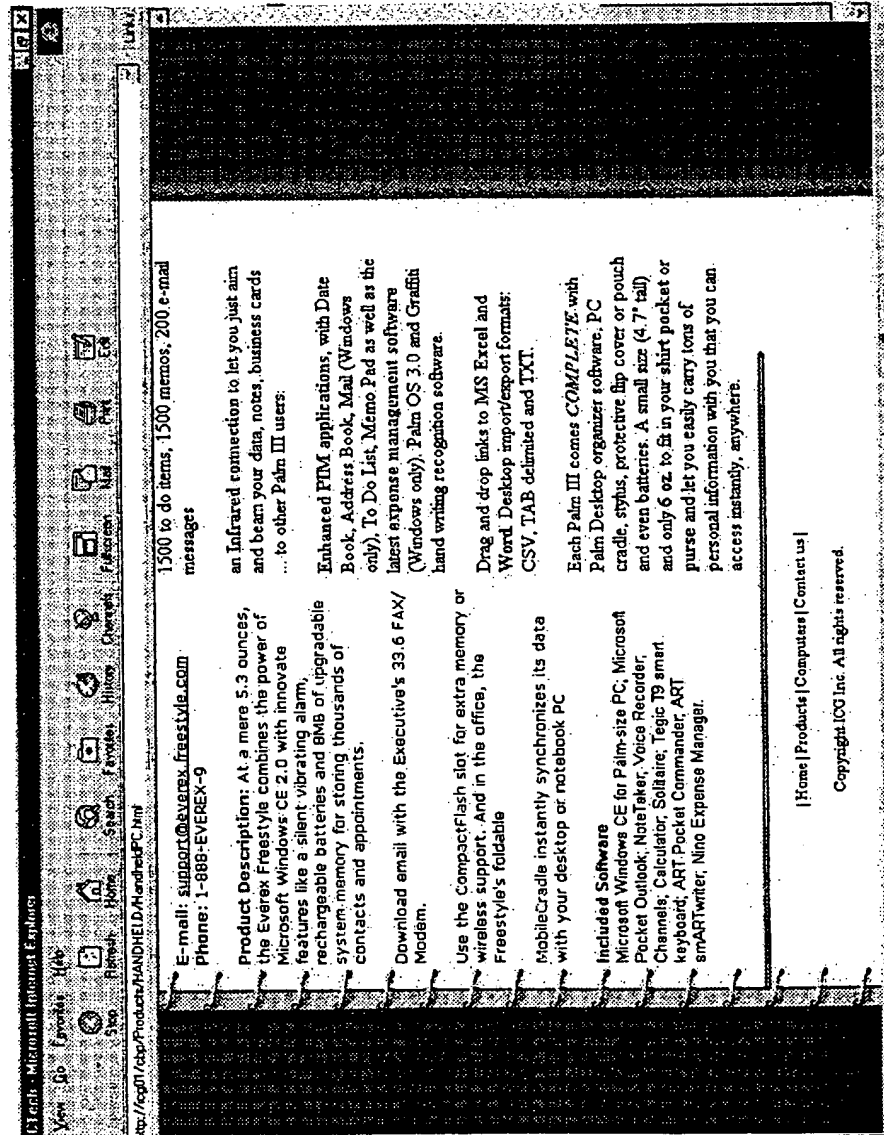 CTech - Microsoft Internet Explorer
View Go Favorites Help
Stop Refresh Home Search Favorites History Channels Fullscreen Mail Print Edit
http://icg01/cbr/Products/HANDHELD/HandheldPC.html
Links
E-mail: support@everex.freestyle.com
Phone: 1-888-EVEREX-9
Product Description: At a mere 5.3 ounces,
the Everex Freestyle combines the power of
Microsoft Windows CE 2.0 with innovate
features like a silent vibrating alarm,
rechargeable batteries and 8MB of upgradable
system memory for storing thousands of
contacts and appointments.
Download email with the Executive's 33.6 FAX/
Modem.
Use the CompactFlash slot for extra memory or
wireless support. And in the office, the
Freestyle's foldable
MobileCradle instantly synchronizes its data
with your desktop or notebook PC
Included Software
Microsoft Windows CE for Palm-size PC; Microsoft
Pocket Outlook; NoteTaker; Voice Recorder,
Channels; Calculator, Solitaire; Tegic T9 smart
keyboard; ART Pocket Commander; ART
smARTwriter; Nino Expense Manager.
1500 to do items, 1500 memos, 200 e-mail
messages
an Infrared connection to let you just aim
and beam your data, notes, business cards
... to other Palm III users:
Enhanced PIM applications, with Date
Book, Address Book, Mail (Windows
only), To Do List, Memo Pad as well as the
latest expense management software
(Windows only). Palm OS 3.0 and Graffiti
hand writing recognition software.
Drag and drop links to MS Excel and
Word. Desktop import/export formats:
CSV, TAB delimited and TXT.
Each Palm III comes COMPLETE with
Palm Desktop organizer software, PC
cradle, stylus, protective flip cover or pouch
and even batteries. A small size (4.7" tall)
and only 6 oz. to fit in your shirt pocket or
purse and let you easily carry tons of
personal information with you that you can
access instantly, anywhere.
| Home | Products | Computers | Contact us |
Copyright ICG Inc. All rights reserved.